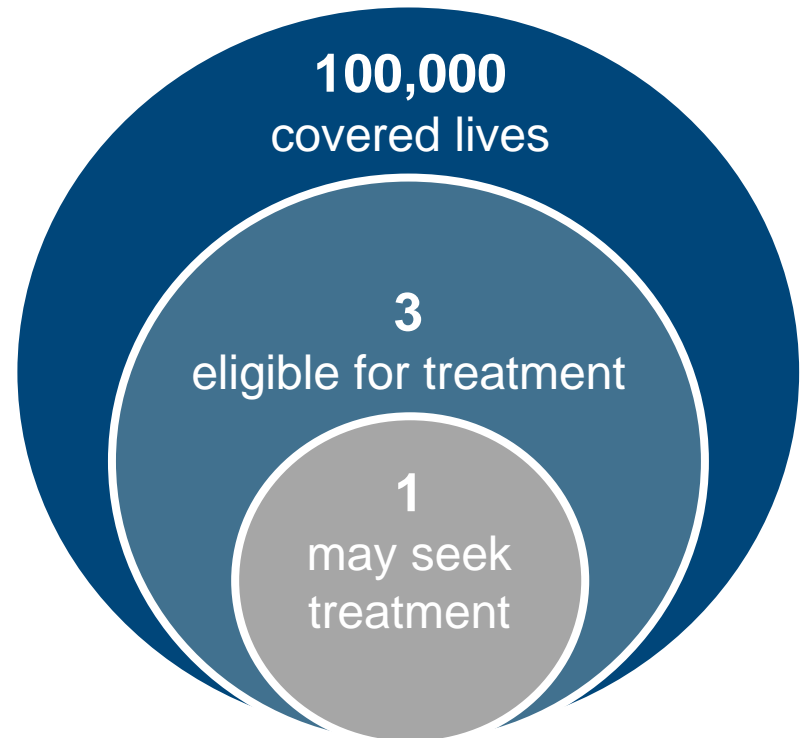 100,000
covered lives
3
eligible for treatment
1
may seek
treatment